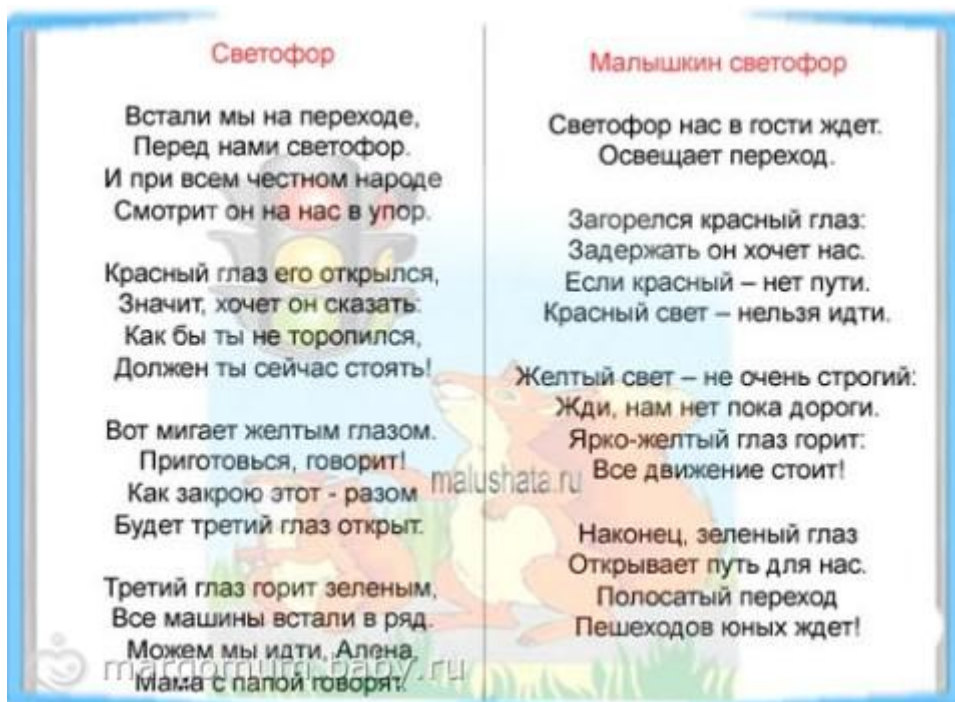 Светофор
Встали мы на переходе,
Перед нами светофор.
И при всем честном народе
Смотрит он на нас в упор.
Красный глаз его открылся,
Значит, хочет он сказать:
Как бы ты не торопился,
Должен ты сейчас стоять!
Вот мигает желтым глазом.
Приготовься, говорит!
Как закрою этот - разом
Будет третий глаз открыт.
Третий глаз горит зеленым,
Все машины встали в ряд.
Можем мы идти, Алена,
Мама с папой говорят.
Малышкин светофор
Светофор нас в гости ждет.
Освещает переход.
Загорелся красный глаз:
Задержать он хочет нас.
Если красный – нет пути.
Красный свет – нельзя идти.
Желтый свет – не очень строгий:
Жди, нам нет пока дороги.
Ярко-желтый глаз горит:
Все движение стоит!
Наконец, зеленый глаз
Открывает путь для нас.
Полосатый переход
Пешеходов юных ждет!
malushata.ru
margomum.baby.ru